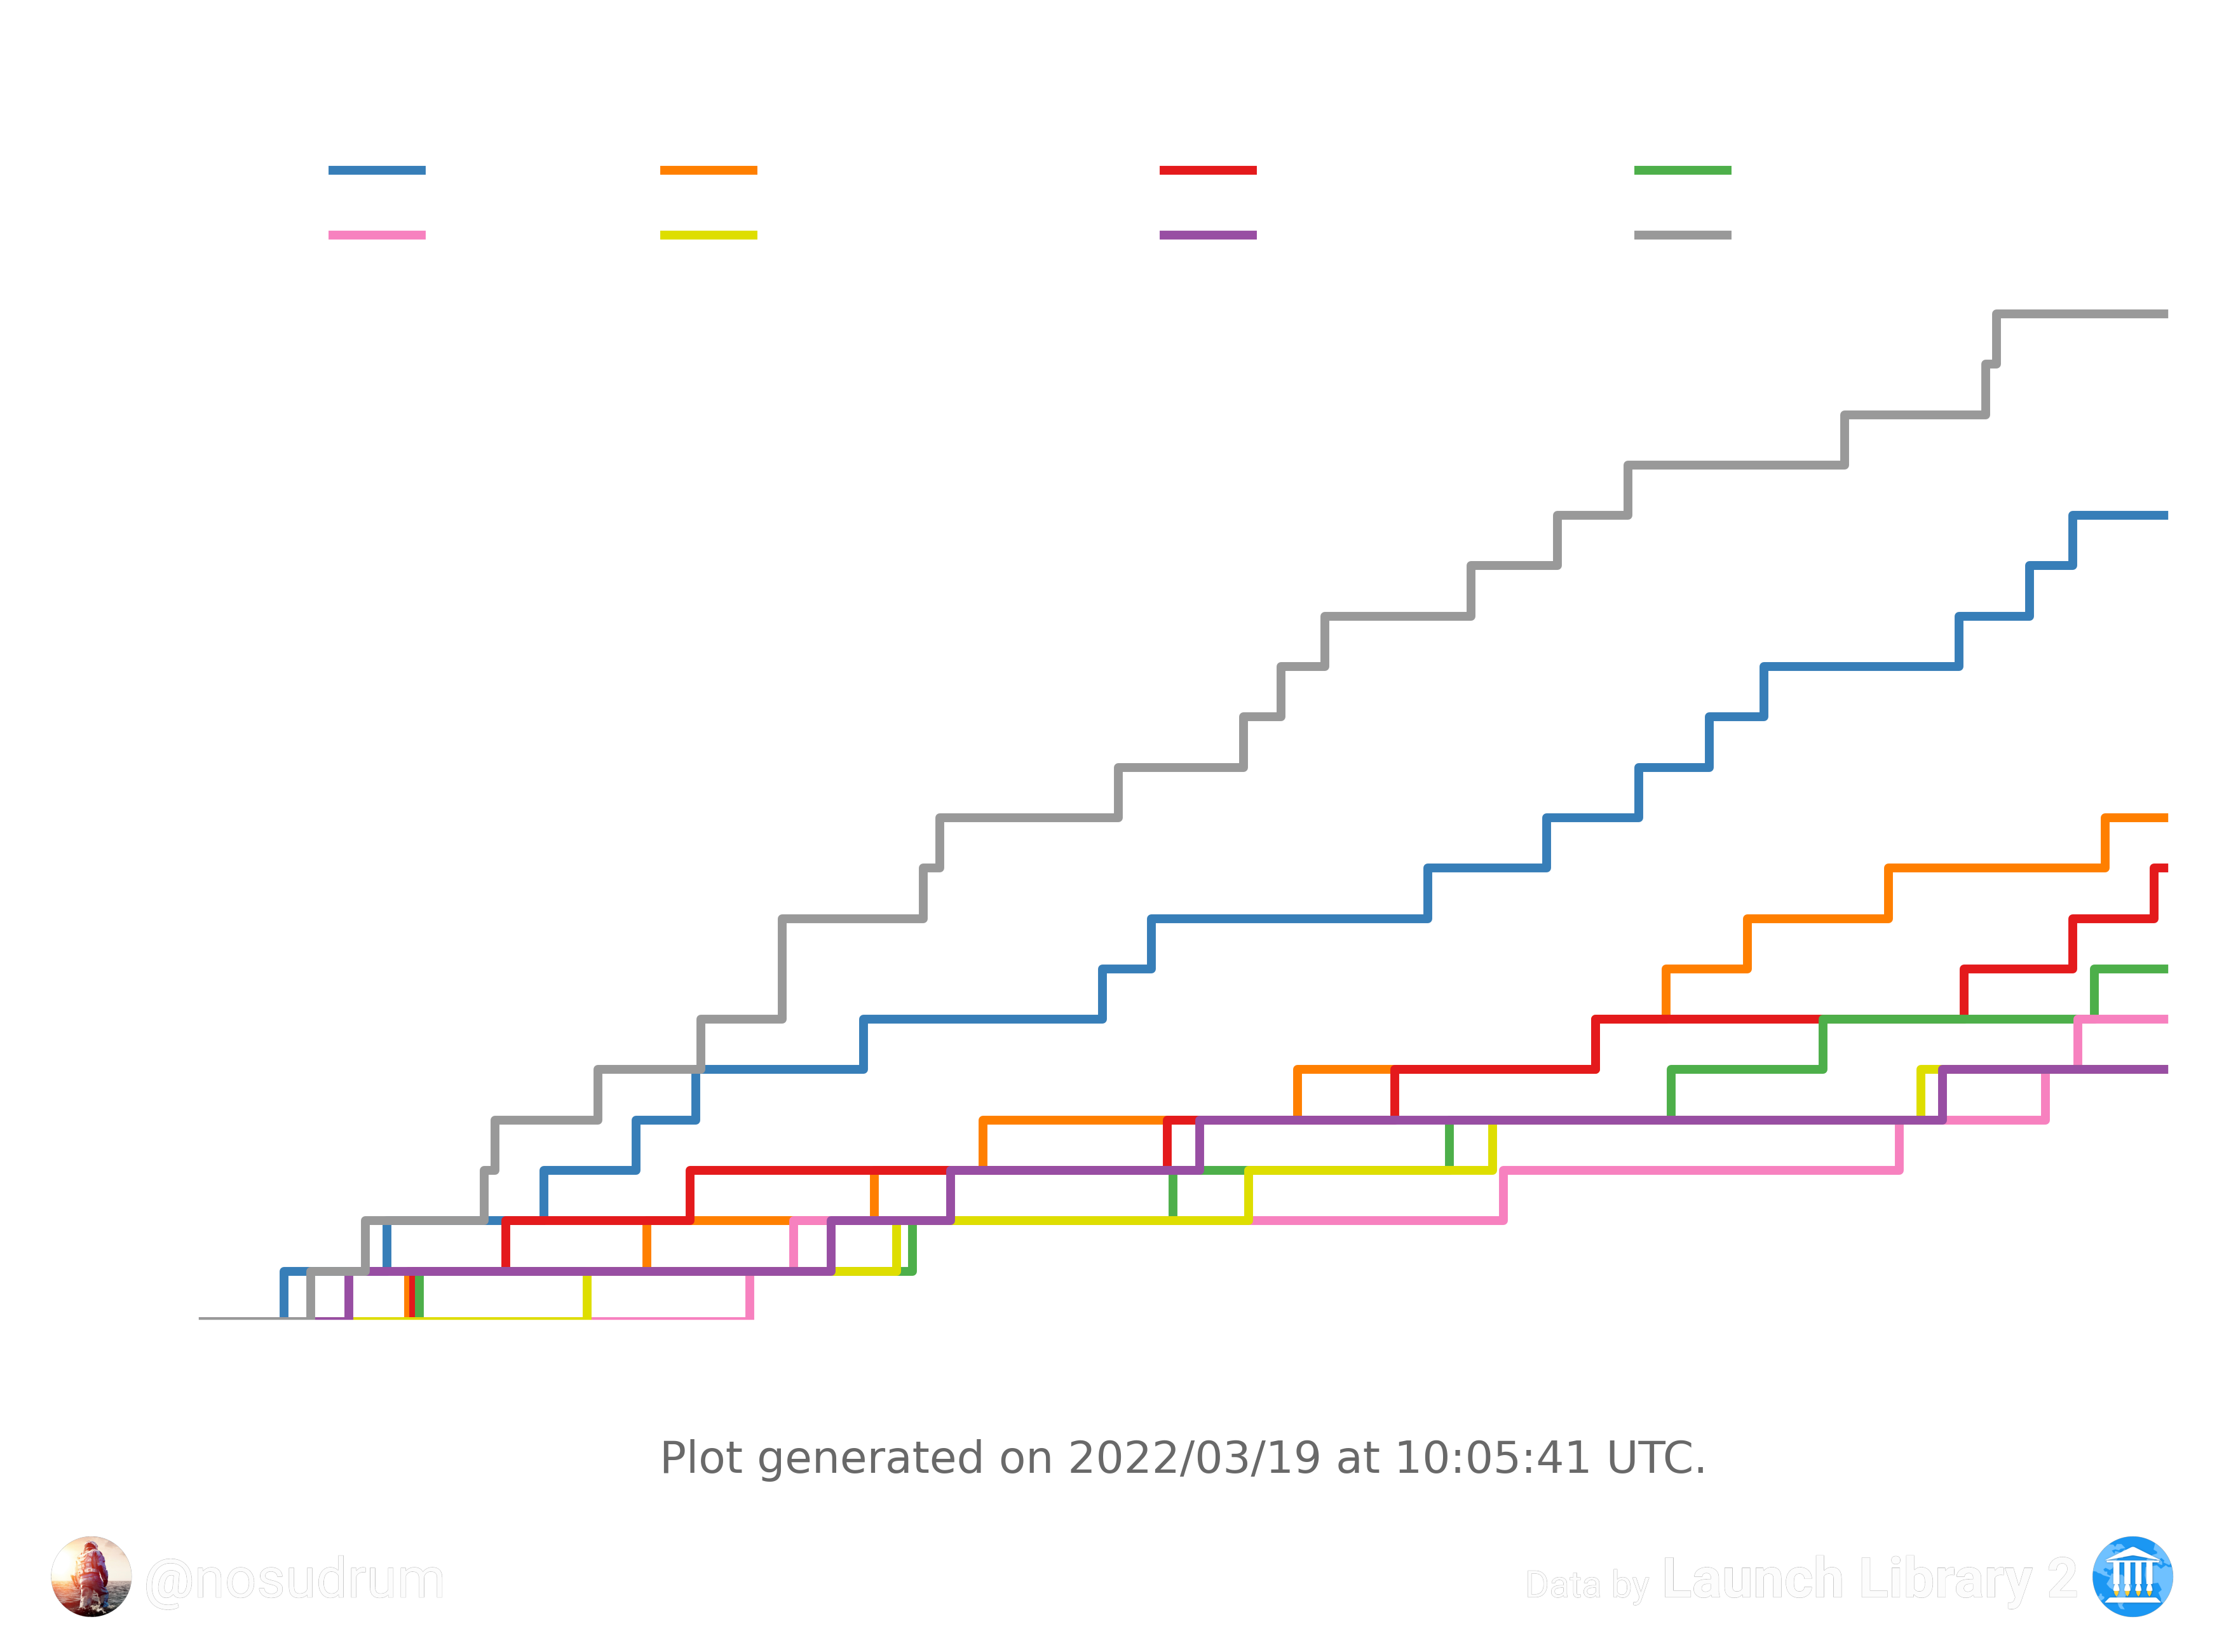 Plot generated on 2022/03/19 at 10:05:41 UTC.
@nosudrum
Data by Launch Library 2